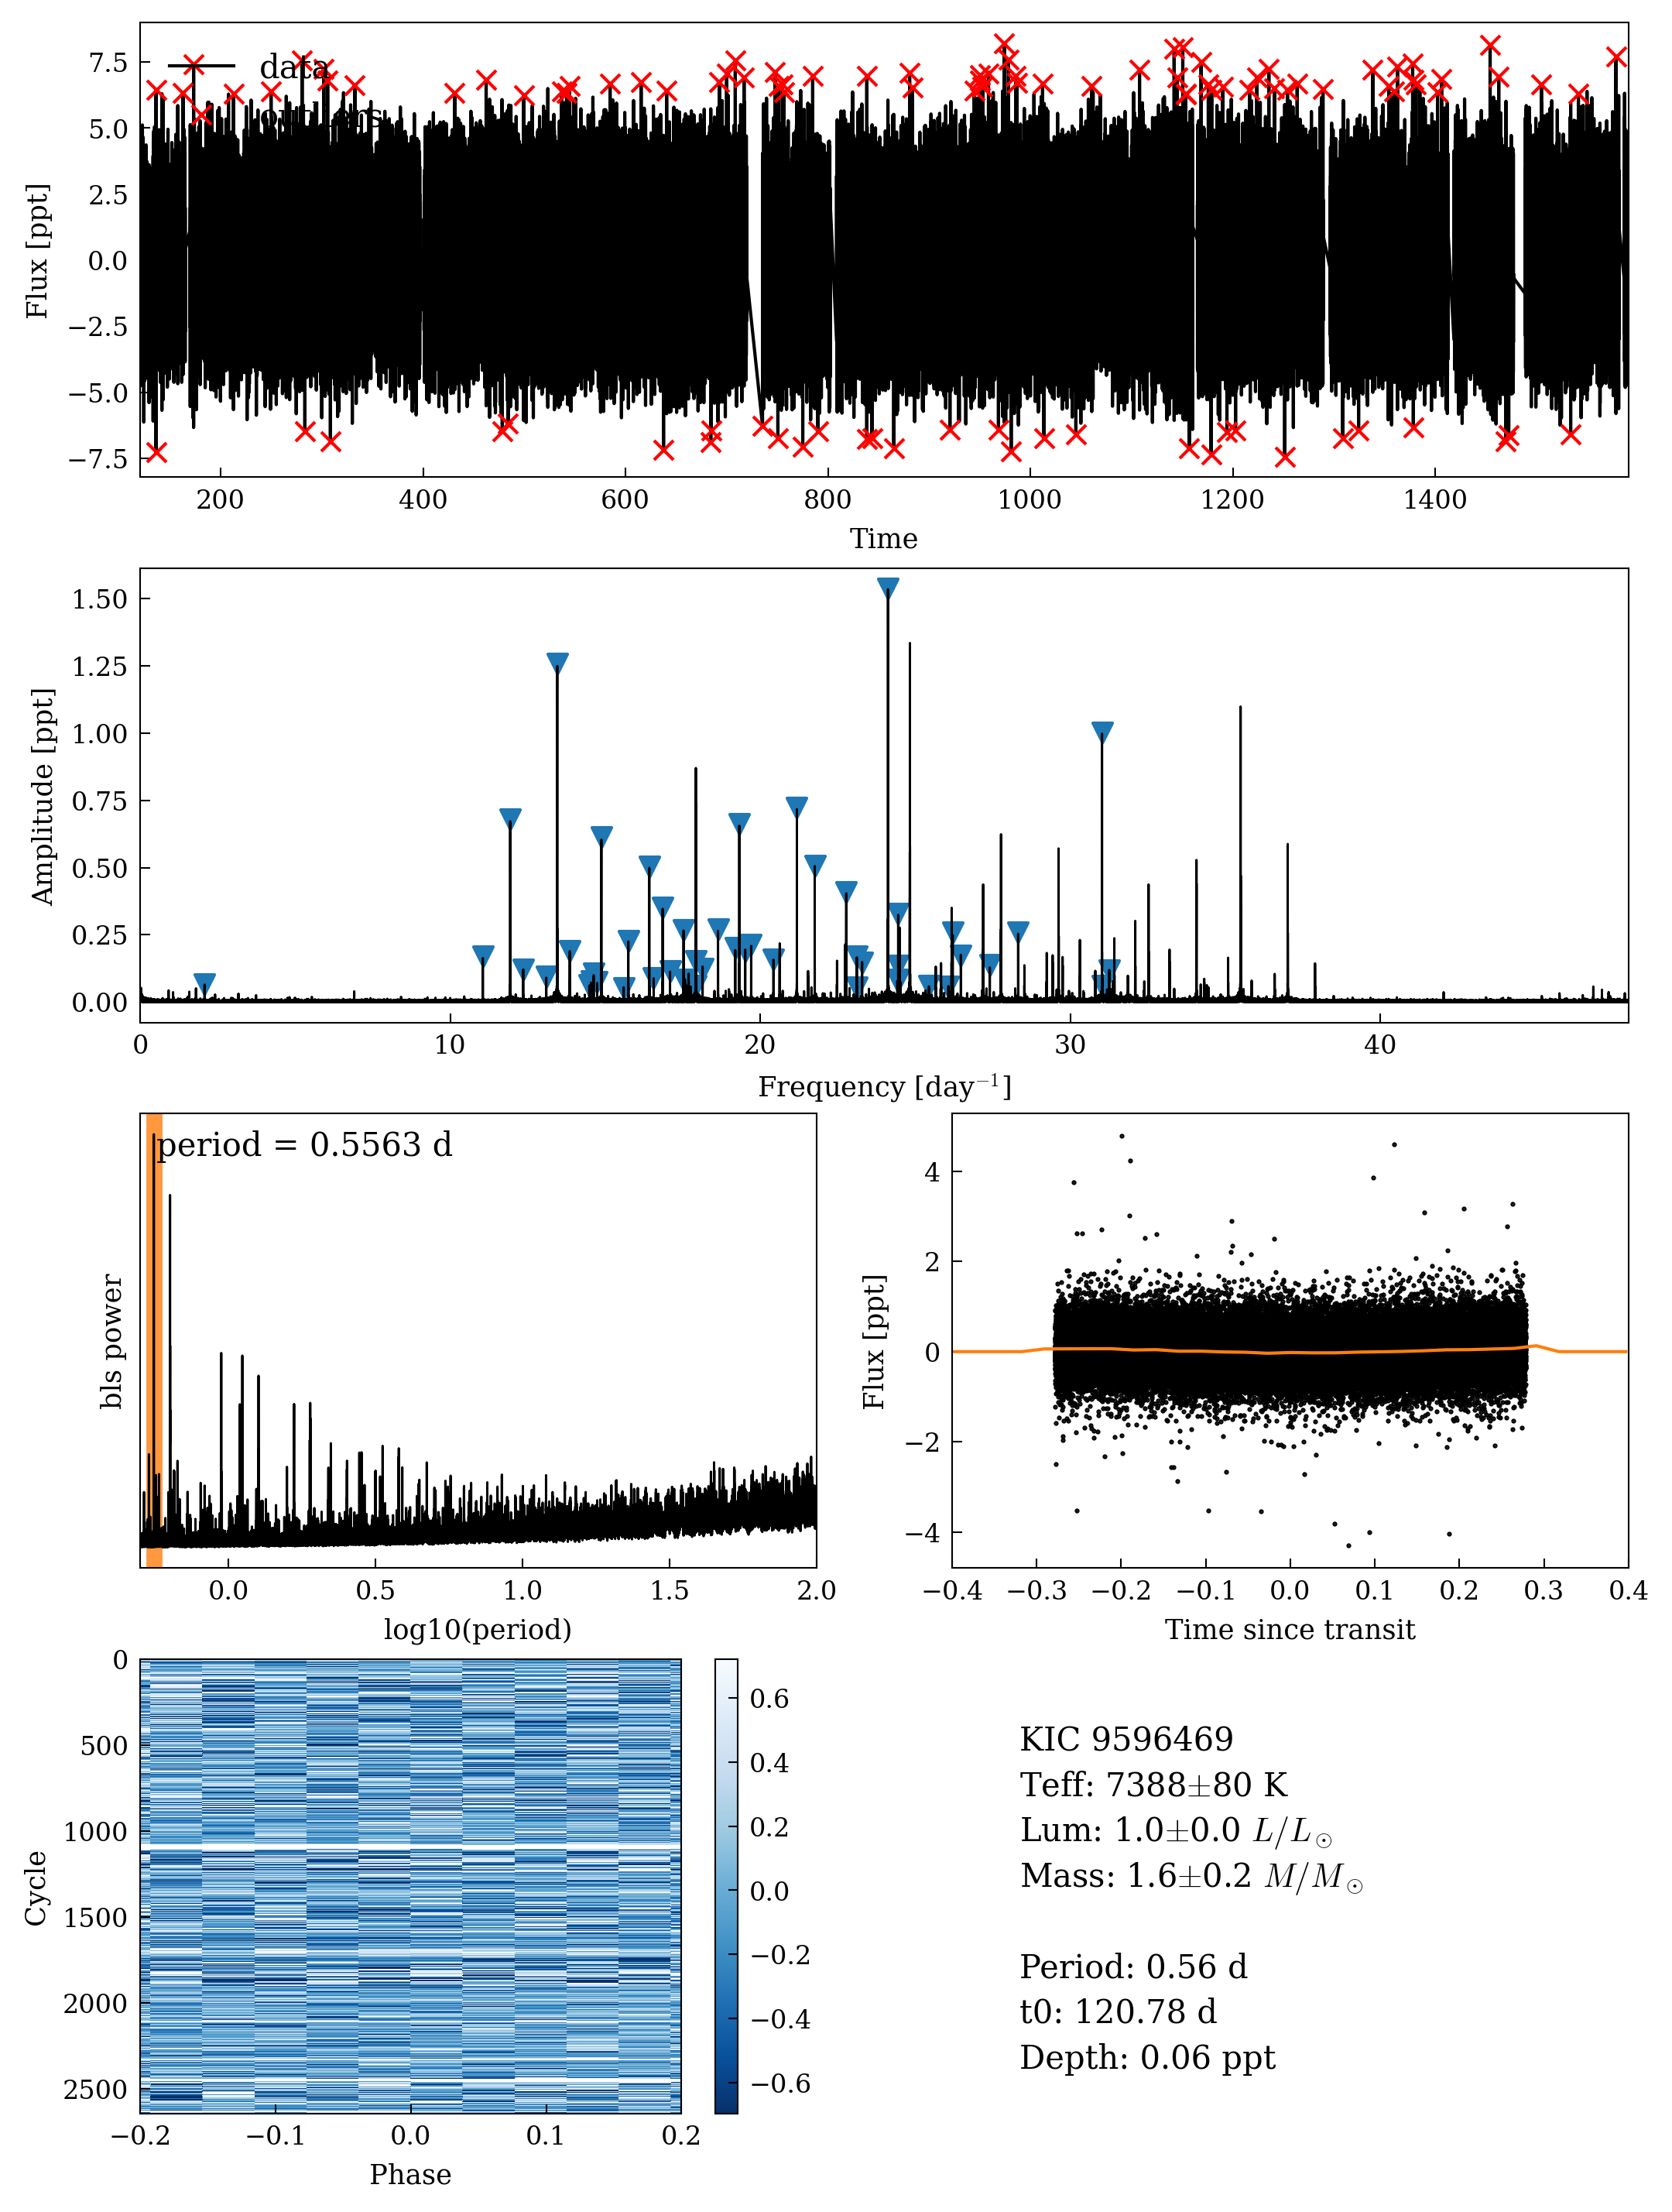 7.5
5.0
2.5
0.0
−2.5
−5.0
−7.5
Flux [ppt]
data
outliers
200 400 600 800 1000 1200 1400
Time
1.50
1.25
1.00
0.75
0.50
0.25
0.00
Amplitude [ppt]
0 10 20 30 40
Frequency [day⁻¹]
period = 0.5563 d
bls power
0.0 0.5 1.0 1.5 2.0
log10(period)
4
2
0
−2
−4
Flux [ppt]
−0.4 −0.3 −0.2 −0.1 0.0 0.1 0.2 0.3 0.4
Time since transit
0
500
1000
1500
2000
2500
Cycle
−0.2 −0.1 0.0 0.1 0.2
Phase
0.6
0.4
0.2
0.0
−0.2
−0.4
−0.6
KIC 9596469
Teff: 7388±80 K
Lum: 1.0±0.0 L/L⊙
Mass: 1.6±0.2 M/M⊙
Period: 0.56 d
t0: 120.78 d
Depth: 0.06 ppt